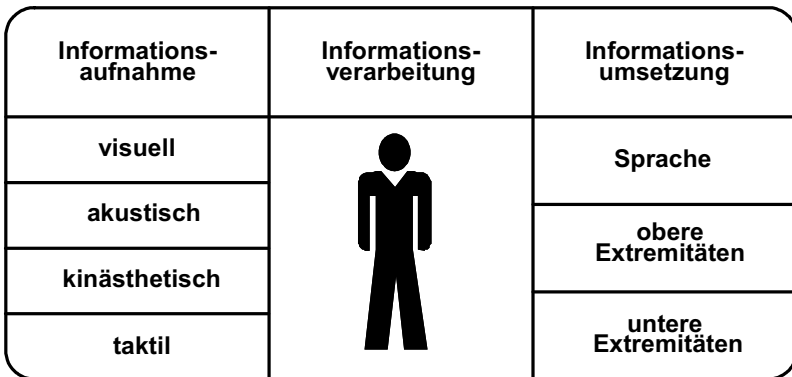 Informations-
aufnahme
Informations-
verarbeitung
Informations-
umsetzung
visuell
akustisch
kinästhetisch
taktil
Sprache
obere
Extremitäten
untere
Extremitäten